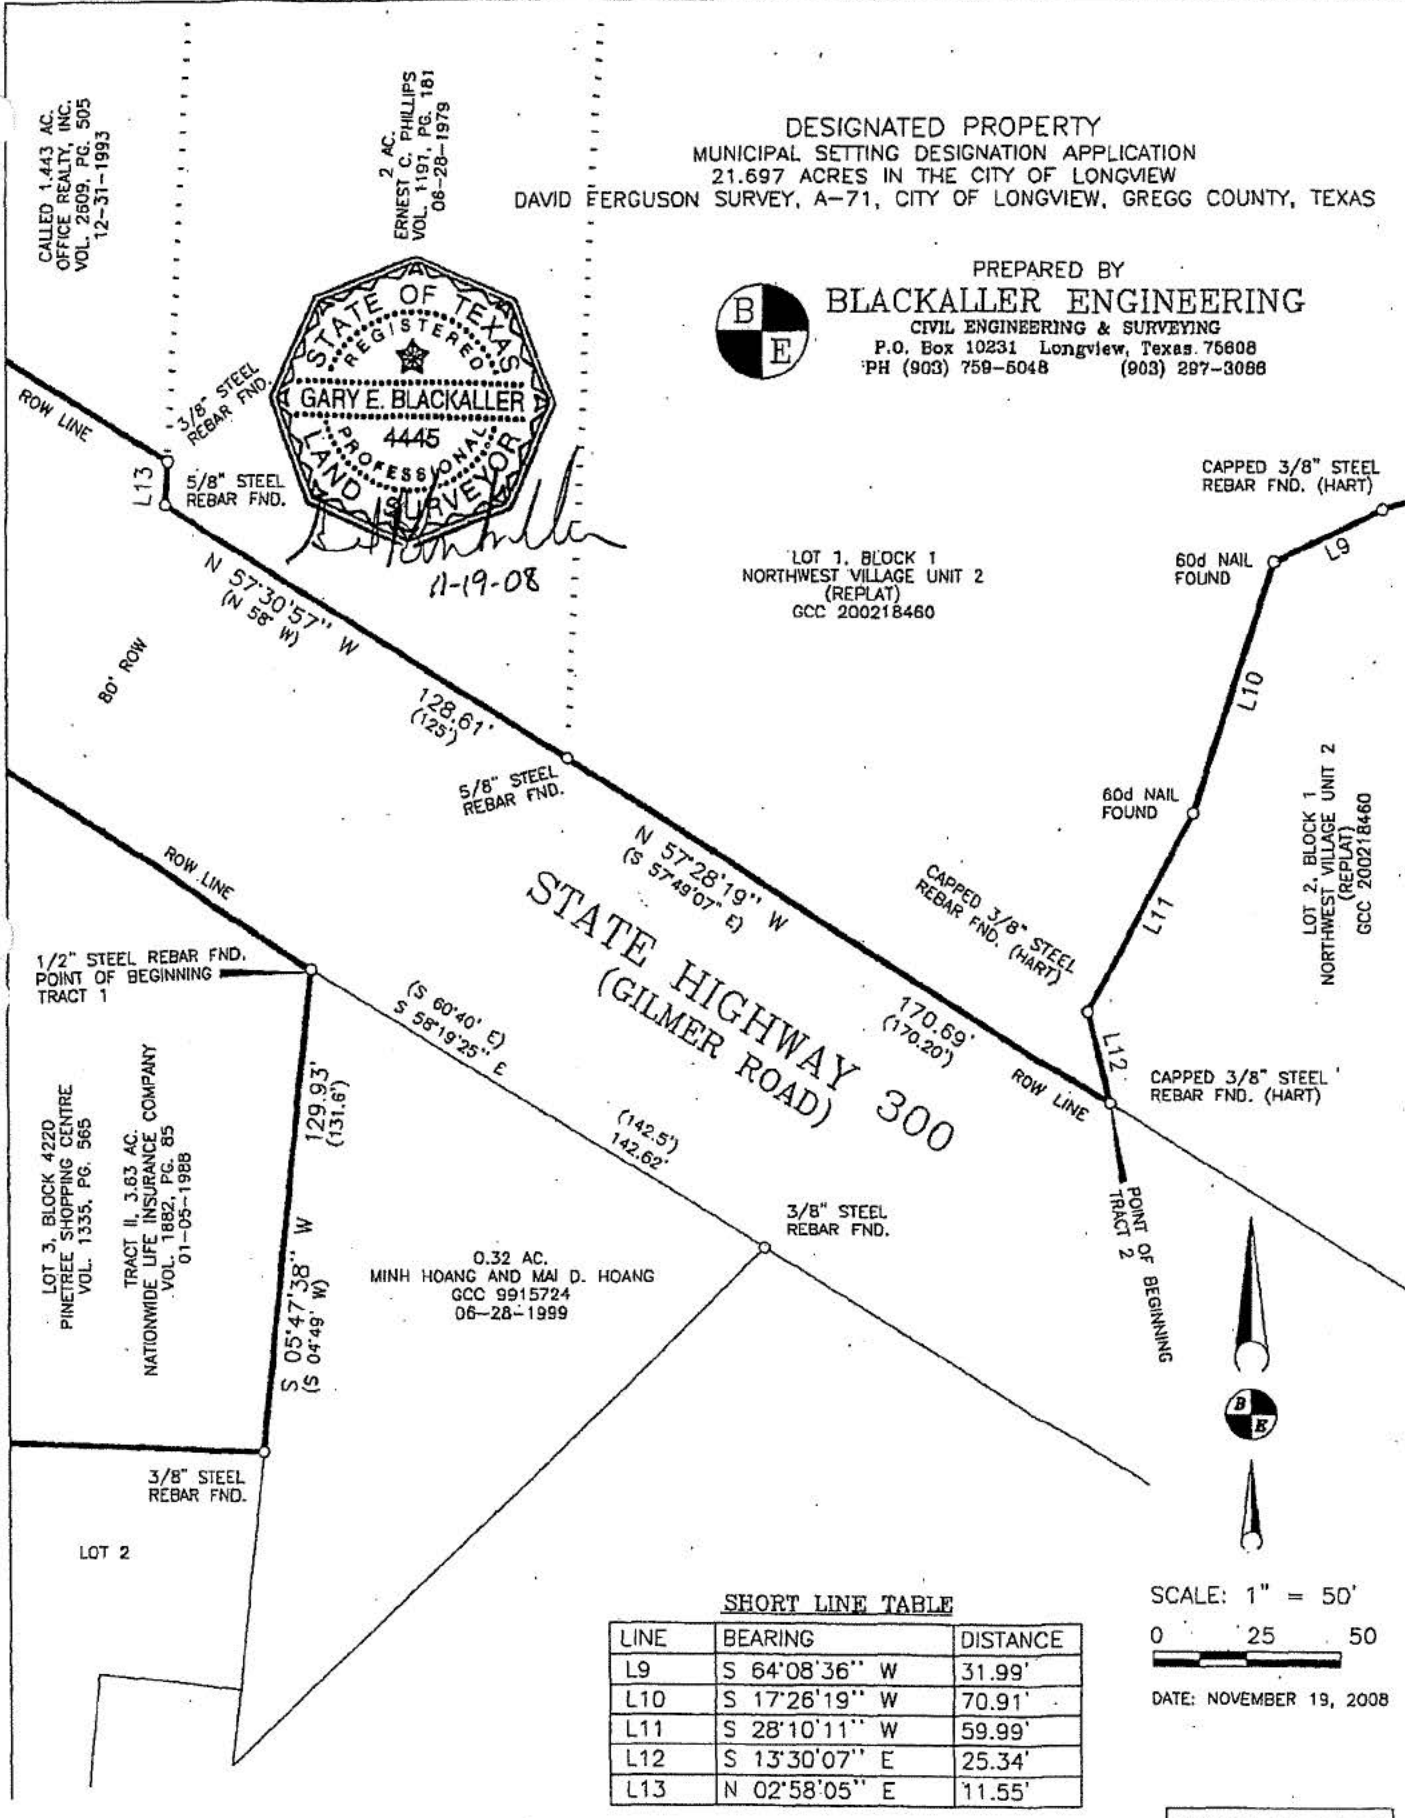 CALLED 1.443 AC.
OFFICE REALTY, INC.
VOL. 2609, PG. 505
12-31-1993
2 AC.
ERNEST C. PHILLIPS
VOL. 1197, PG. 181
06-28-1979
DESIGNATED PROPERTY
MUNICIPAL SETTING DESIGNATION APPLICATION
21.697 ACRES IN THE CITY OF LONGVIEW
DAVID FERGUSON SURVEY, A-71, CITY OF LONGVIEW, GREGG COUNTY, TEXAS
PREPARED BY
B E
BLACKALLER ENGINEERING
CIVIL ENGINEERING & SURVEYING
P.O. Box 10231 Longview, Texas. 75608
PH (903) 759-5048 (903) 297-3086
STATE OF TEXAS
REGISTERED
GARY E. BLACKALLER
4445
PROFESSIONAL
LAND SURVEYOR
11-19-08
ROW LINE
3/8" STEEL
REBAR FND.
L13
5/8" STEEL
REBAR FND.
N 57°30'57" W
(N 58° W)
128.61'
(125')
80' ROW
5/8" STEEL
REBAR FND.
LOT 1, BLOCK 1
NORTHWEST VILLAGE UNIT 2
(REPLAT)
GCC 200218460
CAPPED 3/8" STEEL
REBAR FND. (HART)
60d NAIL
FOUND
L9
L10
60d NAIL
FOUND
L11
LOT 2, BLOCK 1
NORTHWEST VILLAGE UNIT 2
(REPLAT)
GCC 200218460
N 57°28'19" W
(S 57°49'07" E)
170.69'
(170.20')
ROW LINE
CAPPED 3/8" STEEL
REBAR FND. (HART)
L12
CAPPED 3/8" STEEL
REBAR FND. (HART)
POINT OF BEGINNING
TRACT 2
STATE HIGHWAY 300
(GILMER ROAD)
ROW LINE
1/2" STEEL REBAR FND.
POINT OF BEGINNING
TRACT 1
(S 60°40' E)
S 58°19'25" E
(142.5')
142.62'
3/8" STEEL
REBAR FND.
LOT 3, BLOCK 4220
PINETREE SHOPPING CENTRE
VOL. 1335, PG. 565
TRACT II, 3.63 AC.
NATIONWIDE LIFE INSURANCE COMPANY
VOL. 1882, PG. 85
01-05-1988
129.93'
(131.6')
S 05°47'38" W
(S 04°49' W)
0.32 AC.
MINH HOANG AND MAI D. HOANG
GCC 9915724
06-28-1999
3/8" STEEL
REBAR FND.
LOT 2
B E
SHORT LINE TABLE
LINE BEARING DISTANCE
L9 S 64°08'36" W 31.99'
L10 S 17°26'19" W 70.91'
L11 S 28°10'11" W 59.99'
L12 S 13°30'07" E 25.34'
L13 N 02°58'05" E 11.55'
SCALE: 1" = 50'
0 25 50
DATE: NOVEMBER 19, 2008